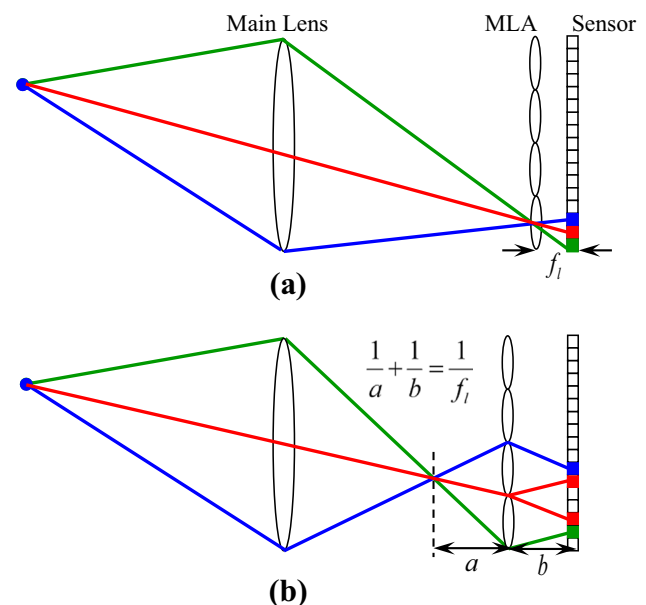 Main Lens MLA Sensor
f_l
(a)
1/a + 1/b = 1/f_l
a b
(b)